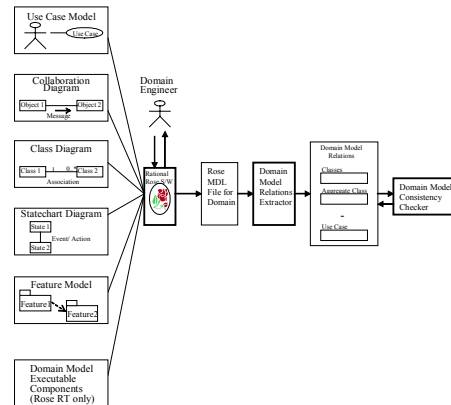 Use Case Model
Use Case
Collaboration
Diagram
Object 1
Object 2
Message
Class Diagram
Class 1
1
0..*
Class 2
Association
Statechart Diagram
State 1
Event/ Action
State 2
Feature Model
Feature1
Feature2
Domain Model
Executable
Components
(Rose RT only)
Domain
Engineer
Rational
Rose S/W
Rose
MDL
File for
Domain
Domain
Model
Relations
Extractor
Domain Model
Relations
Classes
Aggregate Class
-
Use Case
Domain Model
Consistency
Checker